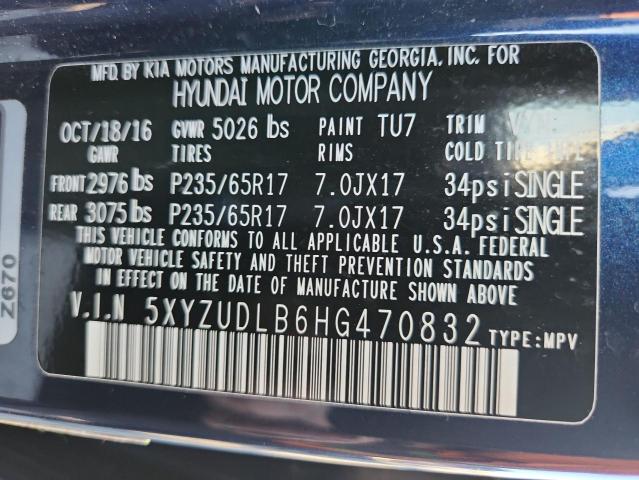 MFD. BY KIA MOTORS MANUFACTURING GEORGIA, INC. FOR
HYUNDAI MOTOR COMPANY
OCT/18/16 GVWR 5026 lbs PAINT TU7 TRIM
GAWR TIRES RIMS COLD TIRE
FRONT 2976 lbs P235/65R17 7.0JX17 34psi SINGLE
REAR 3075 lbs P235/65R17 7.0JX17 34psi SINGLE
THIS VEHICLE CONFORMS TO ALL APPLICABLE U.S.A. FEDERAL
MOTOR VEHICLE SAFETY AND THEFT PREVENTION STANDARDS
IN EFFECT ON THE DATE OF MANUFACTURE SHOWN ABOVE.
V.I.N 5XYZUDLB6HG470832 TYPE:MPV
Z670